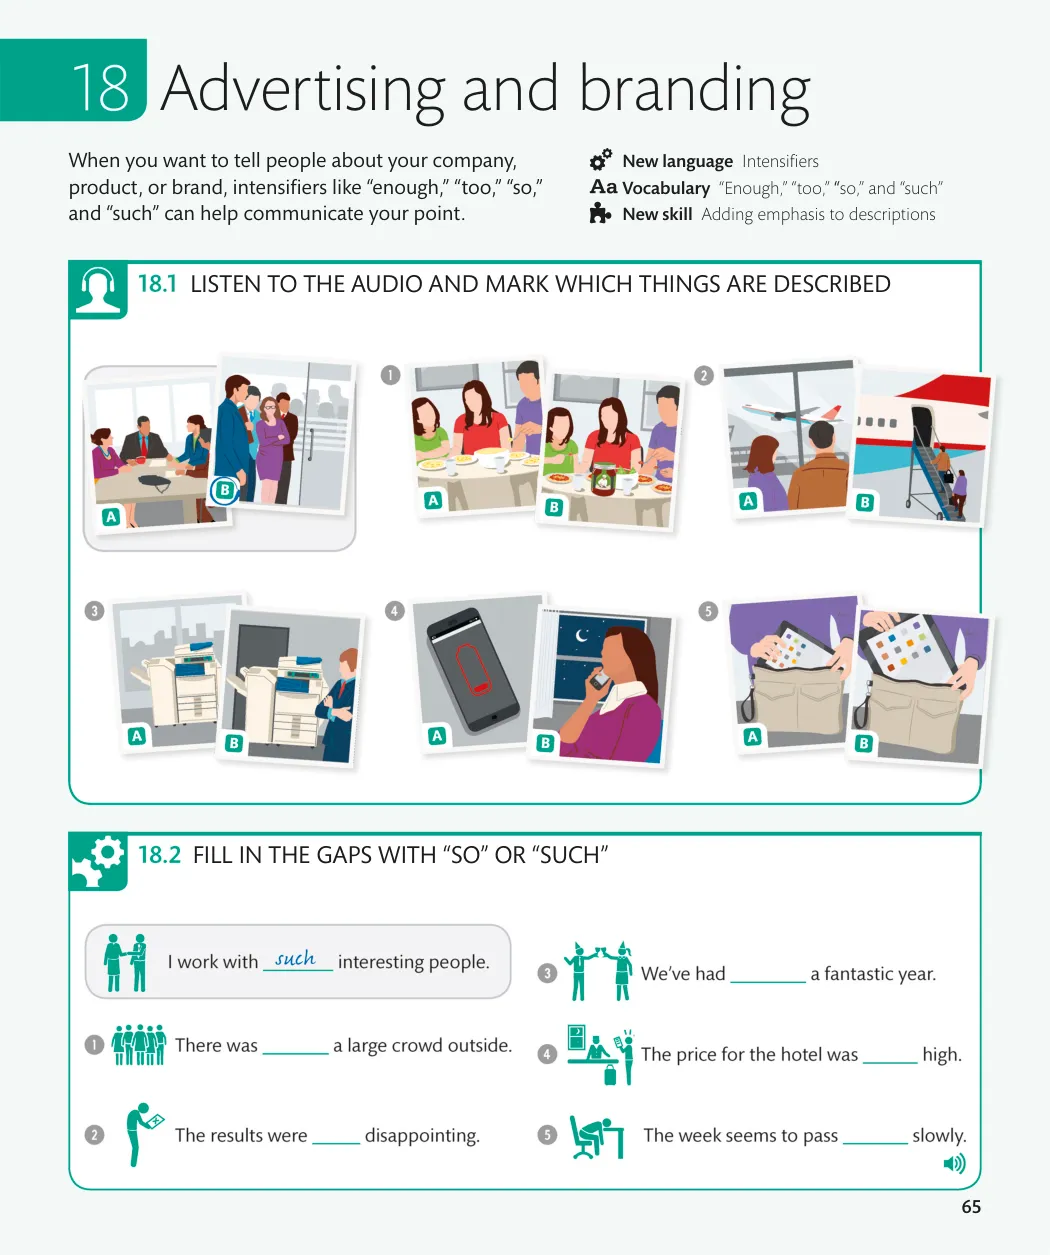 18 Advertising and branding
When you want to tell people about your company,
product, or brand, intensifiers like “enough,” “too,” “so,”
and “such” can help communicate your point.
New language Intensifiers
Aa Vocabulary “Enough,” “too,” “so,” and “such”
New skill Adding emphasis to descriptions
18.1 LISTEN TO THE AUDIO AND MARK WHICH THINGS ARE DESCRIBED
A
B
1
A
B
2
A
B
3
A
B
4
A
B
5
A
B
18.2 FILL IN THE GAPS WITH “SO” OR “SUCH”
I work with such interesting people.
1 There was ______ a large crowd outside.
2 The results were ______ disappointing.
3 We’ve had ______ a fantastic year.
4 The price for the hotel was ______ high.
5 The week seems to pass ______ slowly.
65